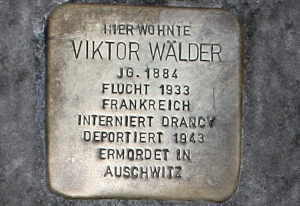 HIER WOHNTE
VIKTOR WÄLDER
JG. 1884
FLUCHT 1933
FRANKREICH
INTERNIERT DRANCY
DEPORTIERT 1943
ERMORDET IN
AUSCHWITZ